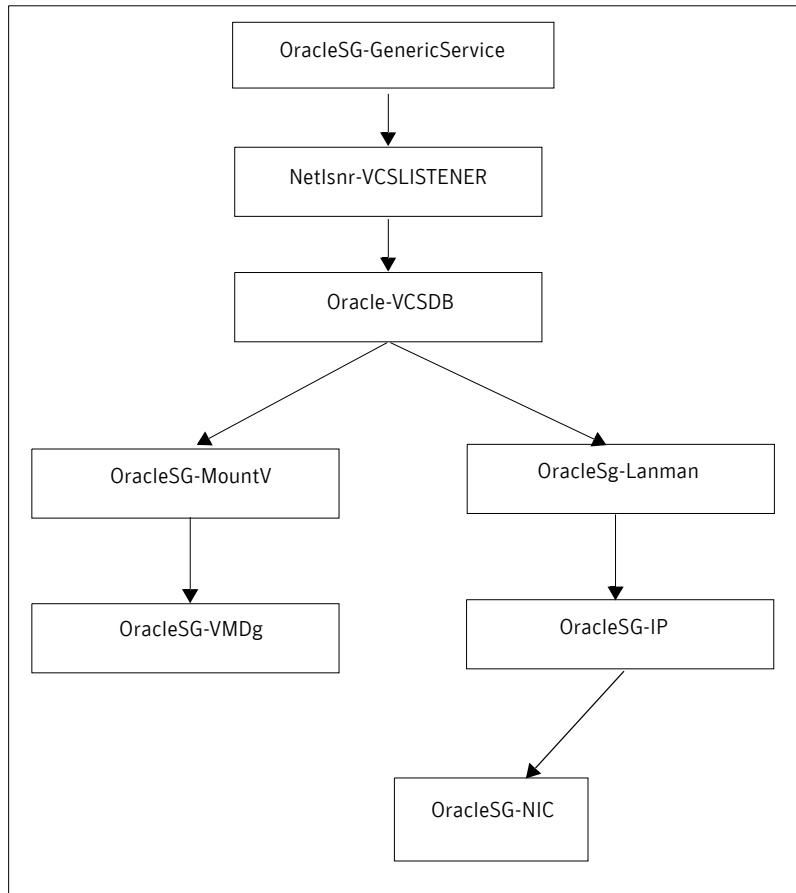 OracleSG-GenericService
Netlsnr-VCSLISTENER
Oracle-VCSDB
OracleSG-MountV
OracleSg-Lanman
OracleSG-VMDg
OracleSG-IP
OracleSG-NIC